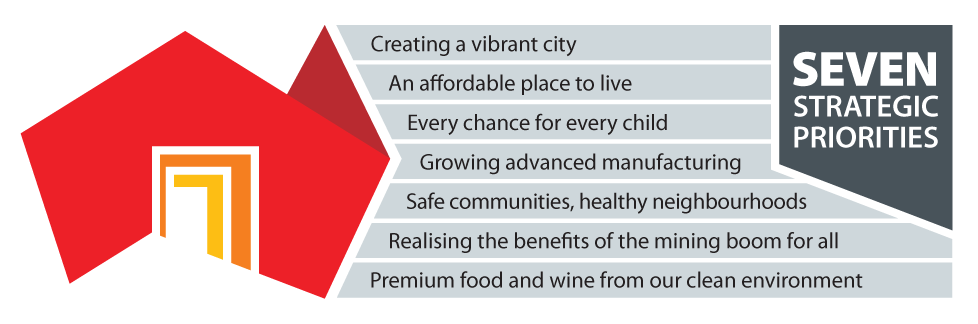 Creating a vibrant city
An affordable place to live
Every chance for every child
Growing advanced manufacturing
Safe communities, healthy neighbourhoods
Realising the benefits of the mining boom for all
Premium food and wine from our clean environment
SEVEN
STRATEGIC
PRIORITIES